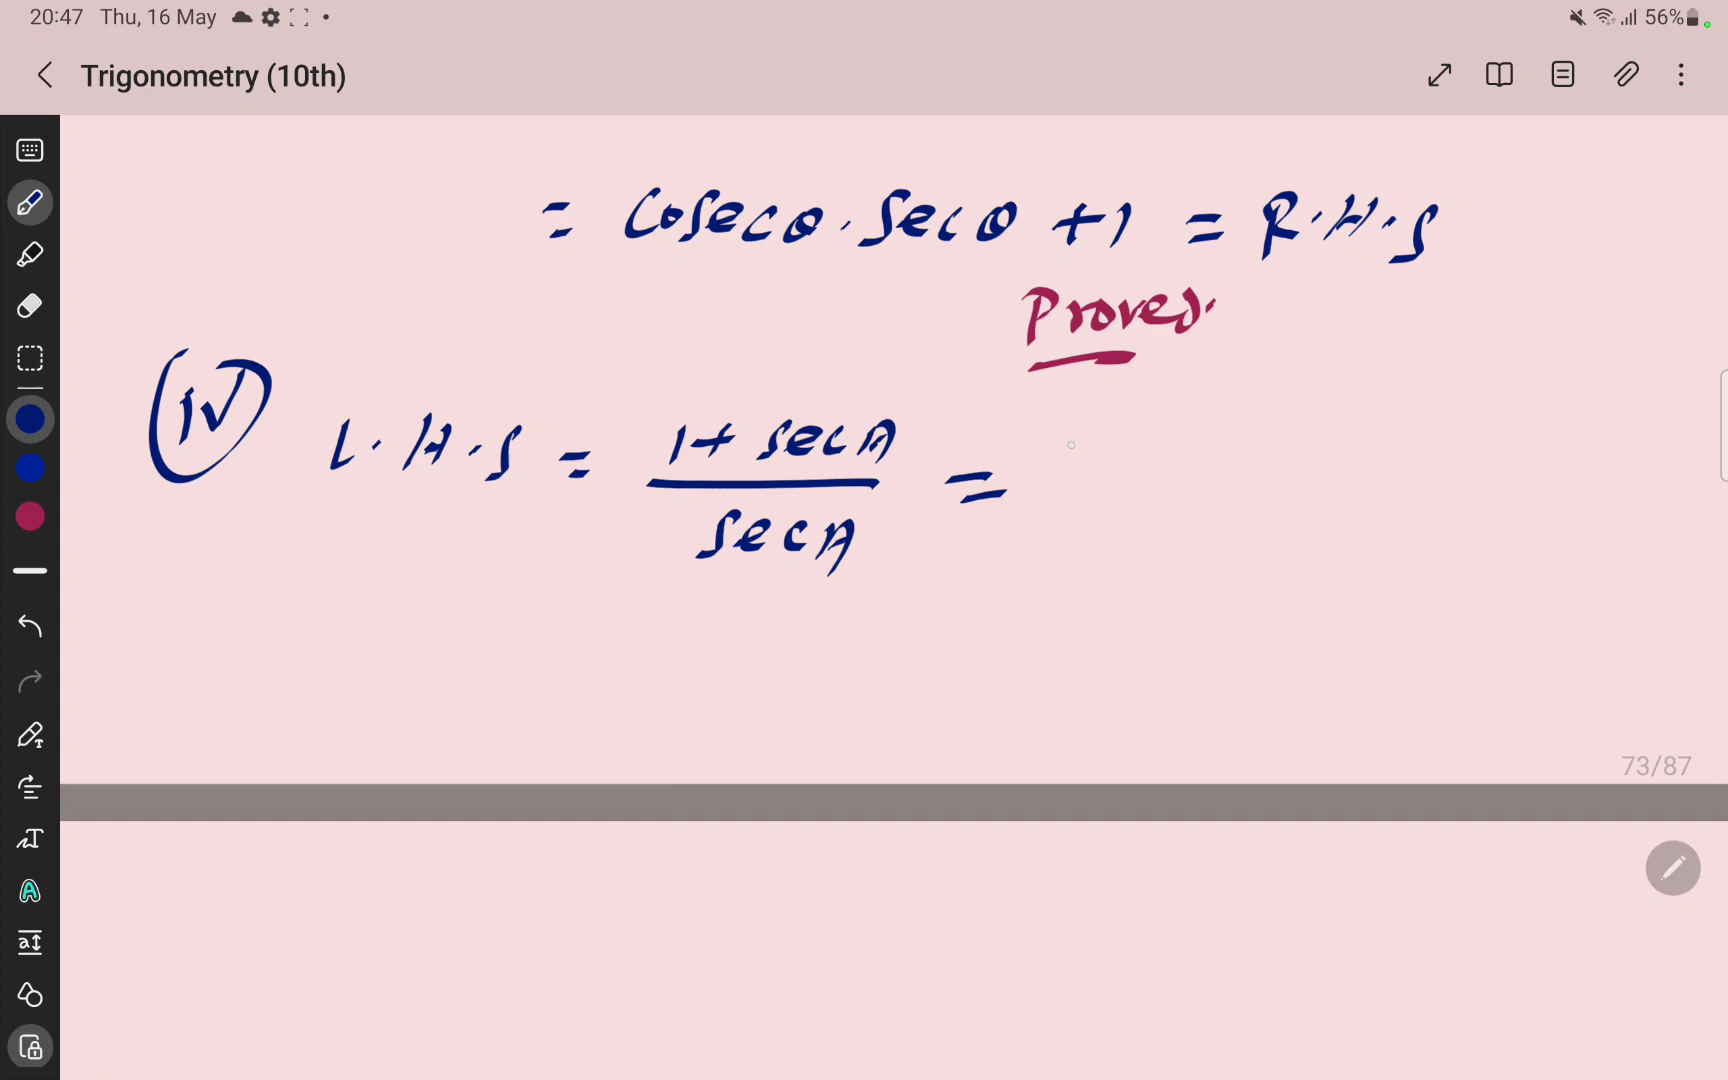 20:47 Thu, 16 May 56%
Trigonometry (10th)
= Cosecθ . Secθ + 1 = R.H.S
Proved.
(iv) L.H.S = 1 + secA / SecA =
73/87